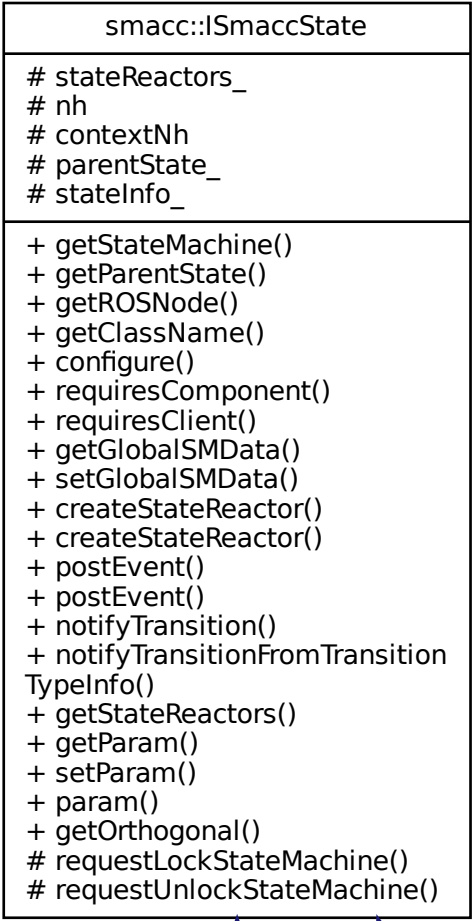 smacc::ISmaccState
# stateReactors_
# nh
# contextNh
# parentState_
# stateInfo_
+ getStateMachine()
+ getParentState()
+ getROSNode()
+ getClassName()
+ configure()
+ requiresComponent()
+ requiresClient()
+ getGlobalSMData()
+ setGlobalSMData()
+ createStateReactor()
+ createStateReactor()
+ postEvent()
+ postEvent()
+ notifyTransition()
+ notifyTransitionFromTransition
TypeInfo()
+ getStateReactors()
+ getParam()
+ setParam()
+ param()
+ getOrthogonal()
# requestLockStateMachine()
# requestUnlockStateMachine()